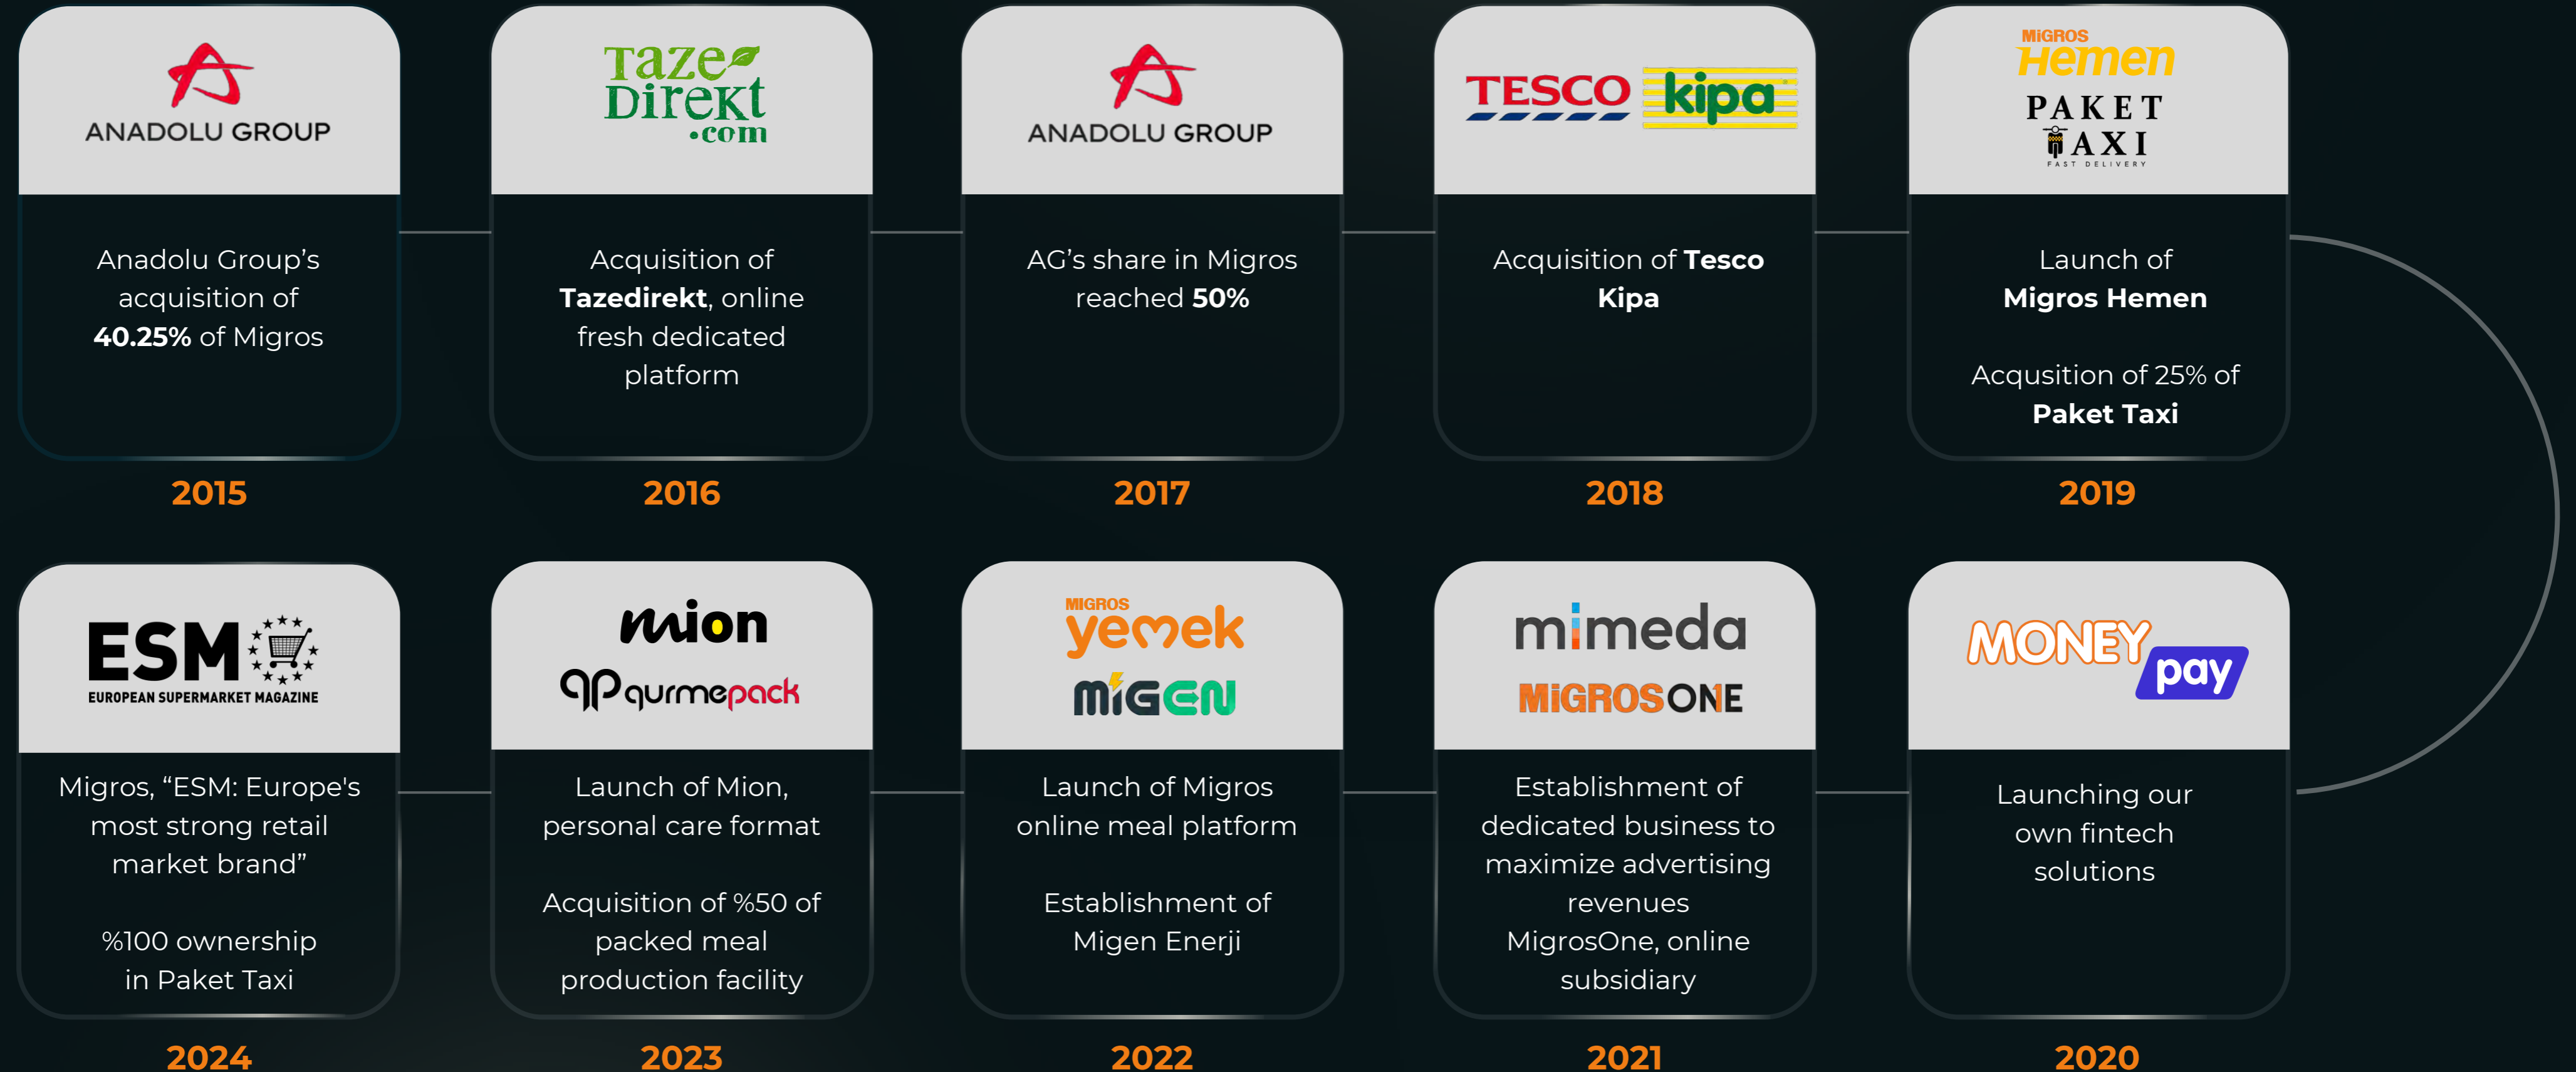 ANADOLU GROUP
Anadolu Group’s
acquisition of
40.25% of Migros
2015
Taze
Direkt
.com
Acquisition of
Tazedirekt, online
fresh dedicated
platform
2016
ANADOLU GROUP
AG’s share in Migros
reached 50%
2017
TESCO kipa
Acquisition of Tesco
Kipa
2018
MiGROS
Hemen
PAKET
TAXI
FAST DELIVERY
Launch of
Migros Hemen
Acqusition of 25% of
Paket Taxi
2019
MONEY
pay
Launching our
own fintech
solutions
2020
mimeda
MiGROSONE
Establishment of
dedicated business to
maximize advertising
revenues
MigrosOne, online
subsidiary
2021
MIGROS
yemek
MiGEN
Launch of Migros
online meal platform
Establishment of
Migen Enerji
2022
mion
gp gurmepack
Launch of Mion,
personal care format
Acquisition of %50 of
packed meal
production facility
2023
ESM
EUROPEAN SUPERMARKET MAGAZINE
Migros, “ESM: Europe's
most strong retail
market brand”
%100 ownership
in Paket Taxi
2024